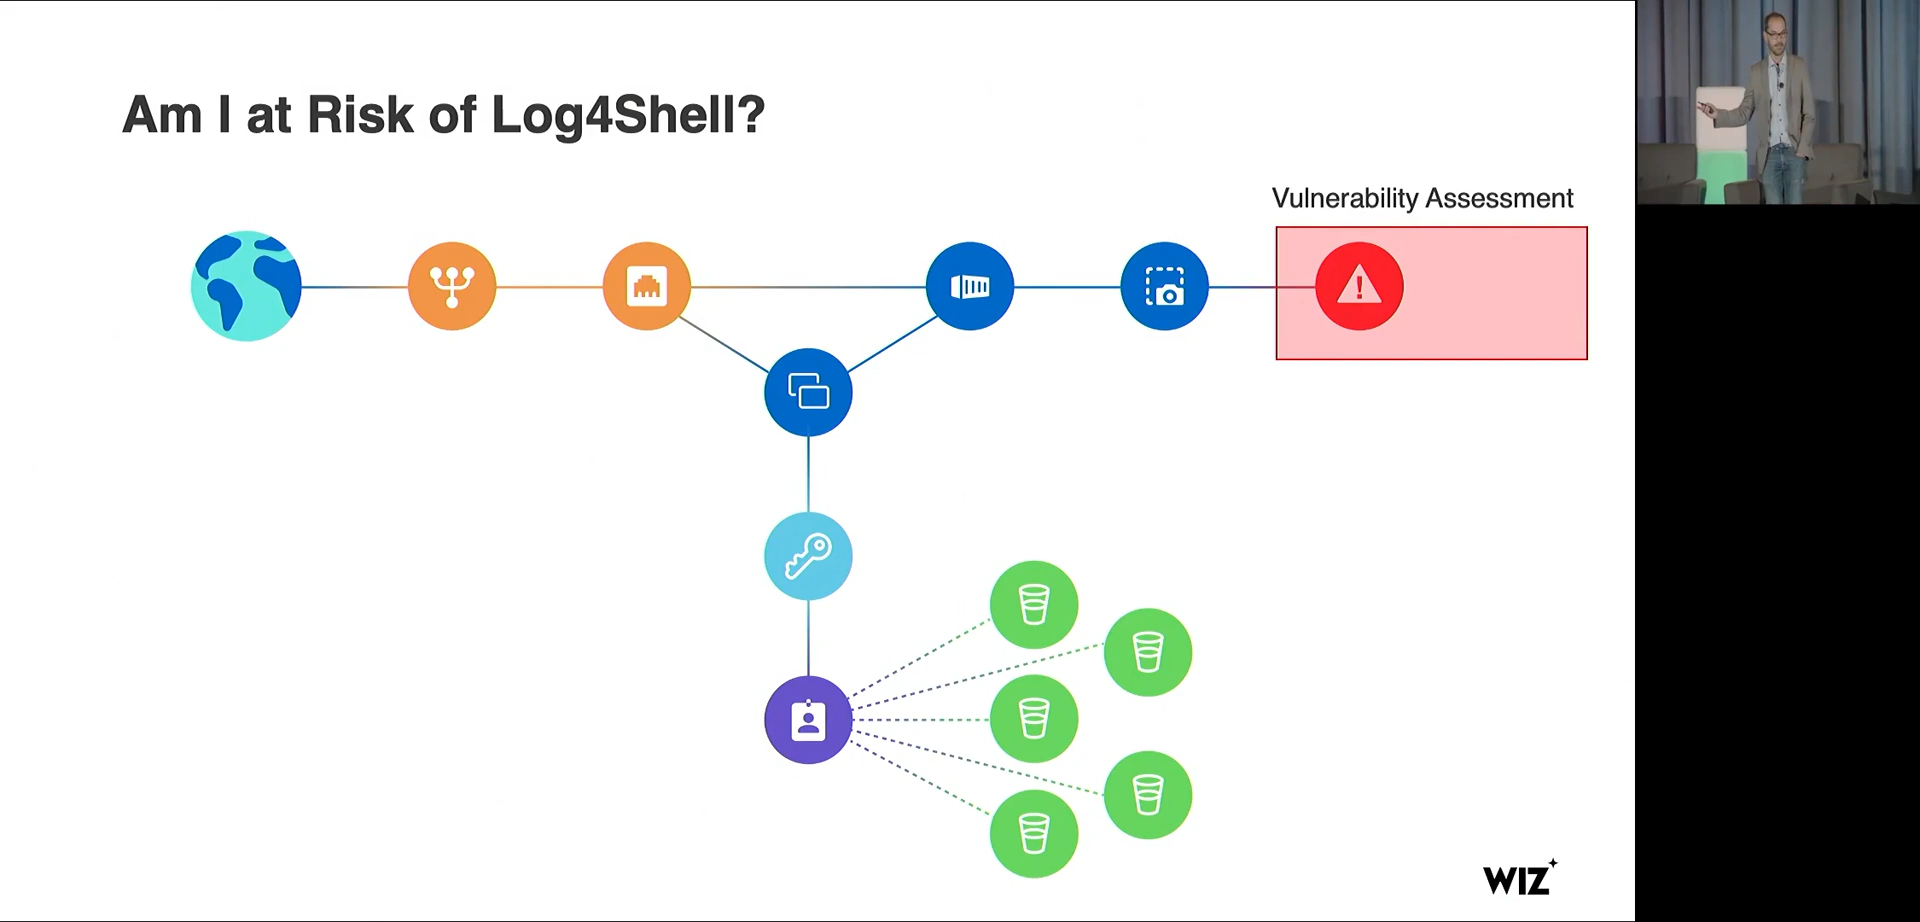 Am I at Risk of Log4Shell?
Vulnerability Assessment
WIZ